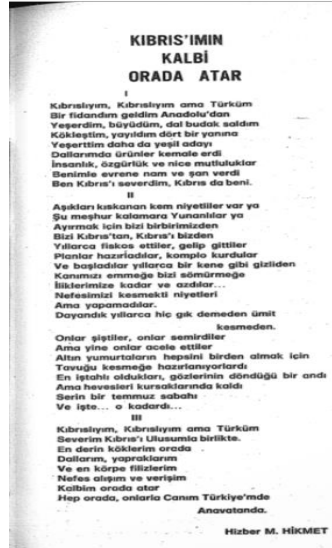 KIBRIS'IMIN
KALBİ
ORADA ATAR
I
Kıbrıslıyım, Kıbrıslıyım ama Türküm
Bir fidandım geldim Anadolu'dan
Yeşerdim, büyüdüm, dal budak saldım
Kökleştim, yayıldım dört bir yanına
Yeşerttim daha da yeşil adayı
Dallarımda ürünler kemale erdi
İnsanlık, özgürlük ve nice mutluluklar
Benimle evrene nam ve şan verdi
Ben Kıbrıs'ı severdim, Kıbrıs da beni.
II
Aşıkları kıskanan kem niyetliler var ya
Şu meşhur kalamara Yunanlılar ya
Ayırmak için bizi birbirimizden
Bizi Kıbrıs'tan, Kıbrıs'ı bizden
Yıllarca fiskos ettiler, gelip gittiler
Planlar hazırladılar, komplo kurdular
Ve başladılar yıllarca bir kene gibi gizliden
Kanımızı emmeğe bizi sömürmeğe
İliklerimize kadar ve azdılar...
Nefesimizi kesmekti niyetleri
Ama yapamadılar.
Dayandık yıllarca hiç gık demeden ümit
kesmeden.
Onlar şiştiler, onlar semirdiler
Ama yine onlar acele ettiler
Altın yumurtaların hepsini birden almak için
Tavuğu kesmeğe hazırlanıyorlardı
En iştahlı oldukları, gözlerinin döndüğü bir andı
Ama hevesleri kursaklarında kaldı
Serin bir temmuz sabahı
Ve işte... o kadardı...
III
Kıbrıslıyım, Kıbrıslıyım ama Türküm
Severim Kıbrıs'ı Ulusumla birlikte.
En derin köklerim orada
Dallarım, yapraklarım
Ve en körpe filizlerim
Nefes alışım ve verişim
Kalbim orada atar
Hep orada, onlarla Canım Türkiye'mde
Anavatanda.
Hizber M. HİKMET